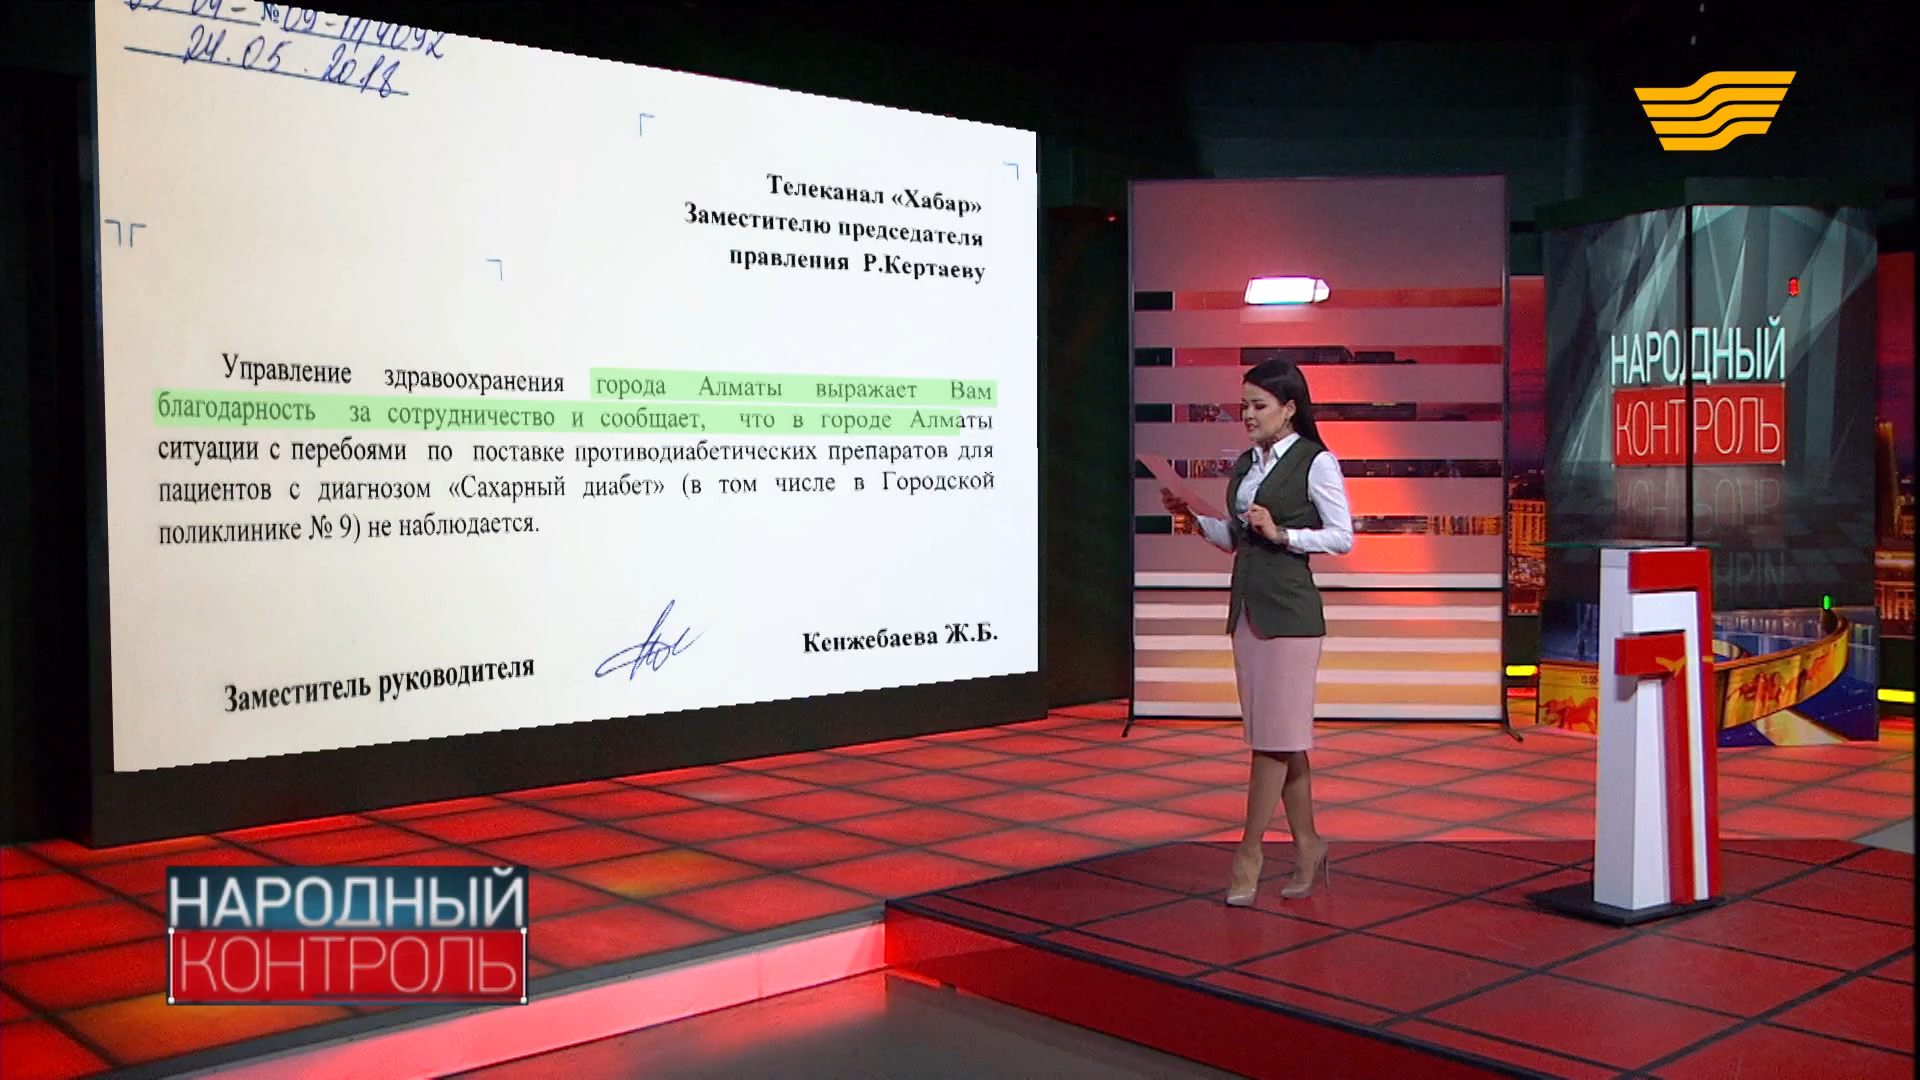 №09-
24.05.2018
Телеканал «Хабар»
Заместителю председателя
правления Р.Кертаеву
Управление здравоохранения города Алматы выражает Вам
благодарность за сотрудничество и сообщает, что в городе Алматы
ситуации с перебоями по поставке противодиабетических препаратов для
пациентов с диагнозом «Сахарный диабет» (в том числе в Городской
поликлинике № 9) не наблюдается.
Заместитель руководителя
Кенжебаева Ж.Б.
НАРОДНЫЙ
КОНТРОЛЬ
НАРОДНЫЙ
КОНТРОЛЬ